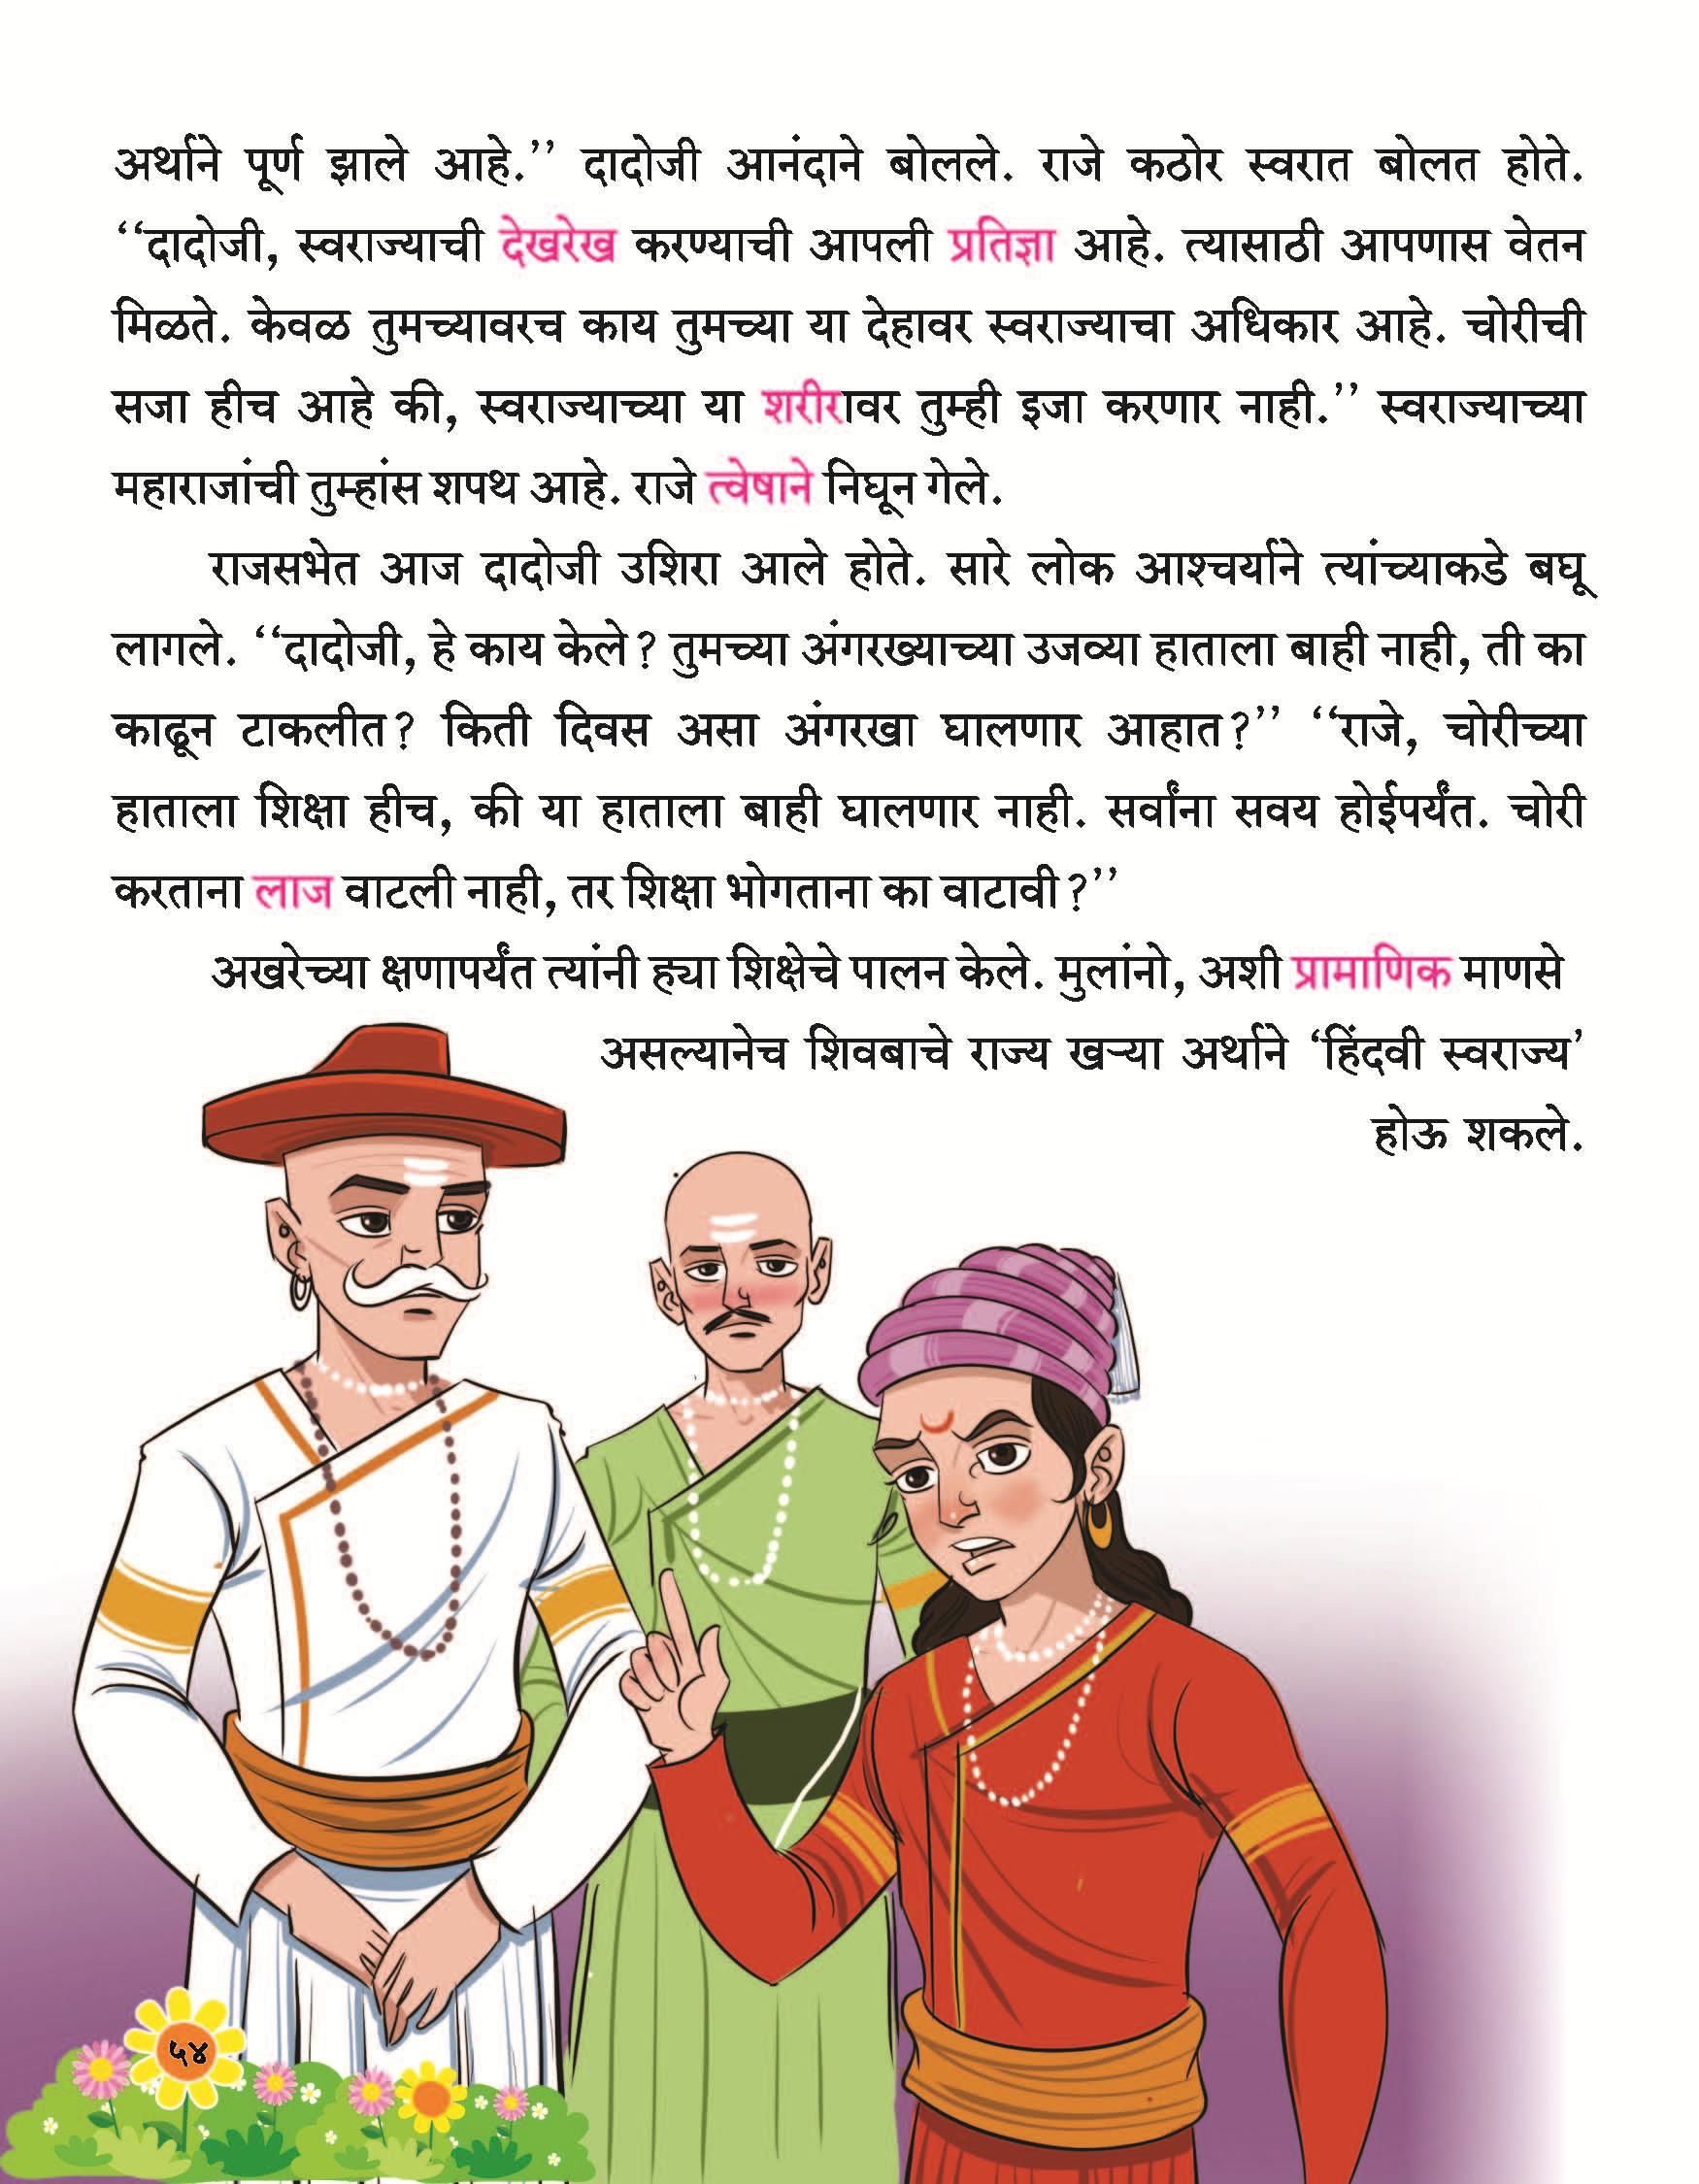 अर्थाने पूर्ण झाले आहे.’’ दादोजी आनंदाने बोलले. राजे कठोर स्वरात बोलत होते.
‘‘दादोजी, स्वराज्याची देखरेख करण्याची आपली प्रतिज्ञा आहे. त्यासाठी आपणास वेतन
मिळते. केवळ तुमच्यावरच काय तुमच्या या देहावर स्वराज्याचा अधिकार आहे. चोरीची
सजा हीच आहे की, स्वराज्याच्या या शरीरावर तुम्ही इजा करणार नाही.’’ स्वराज्याच्या
महाराजांची तुम्हांस शपथ आहे. राजे त्वेषाने निघून गेले.
राजसभेत आज दादोजी उशिरा आले होते. सारे लोक आश्चर्याने त्यांच्याकडे बघू
लागले. ‘‘दादोजी, हे काय केले? तुमच्या अंगरख्याच्या उजव्या हाताला बाही नाही, ती का
काढून टाकलीत? किती दिवस असा अंगरखा घालणार आहात?’’ ‘‘राजे, चोरीच्या
हाताला शिक्षा हीच, की या हाताला बाही घालणार नाही. सर्वांना सवय होईपर्यंत. चोरी
करताना लाज वाटली नाही, तर शिक्षा भोगताना का वाटावी?’’
अखरेच्या क्षणापर्यंत त्यांनी ह्या शिक्षेचे पालन केले. मुलांनो, अशी प्रामाणिक माणसे
असल्यानेच शिवबाचे राज्य खऱ्या अर्थाने ‘हिंदवी स्वराज्य’
होऊ शकले.
५४